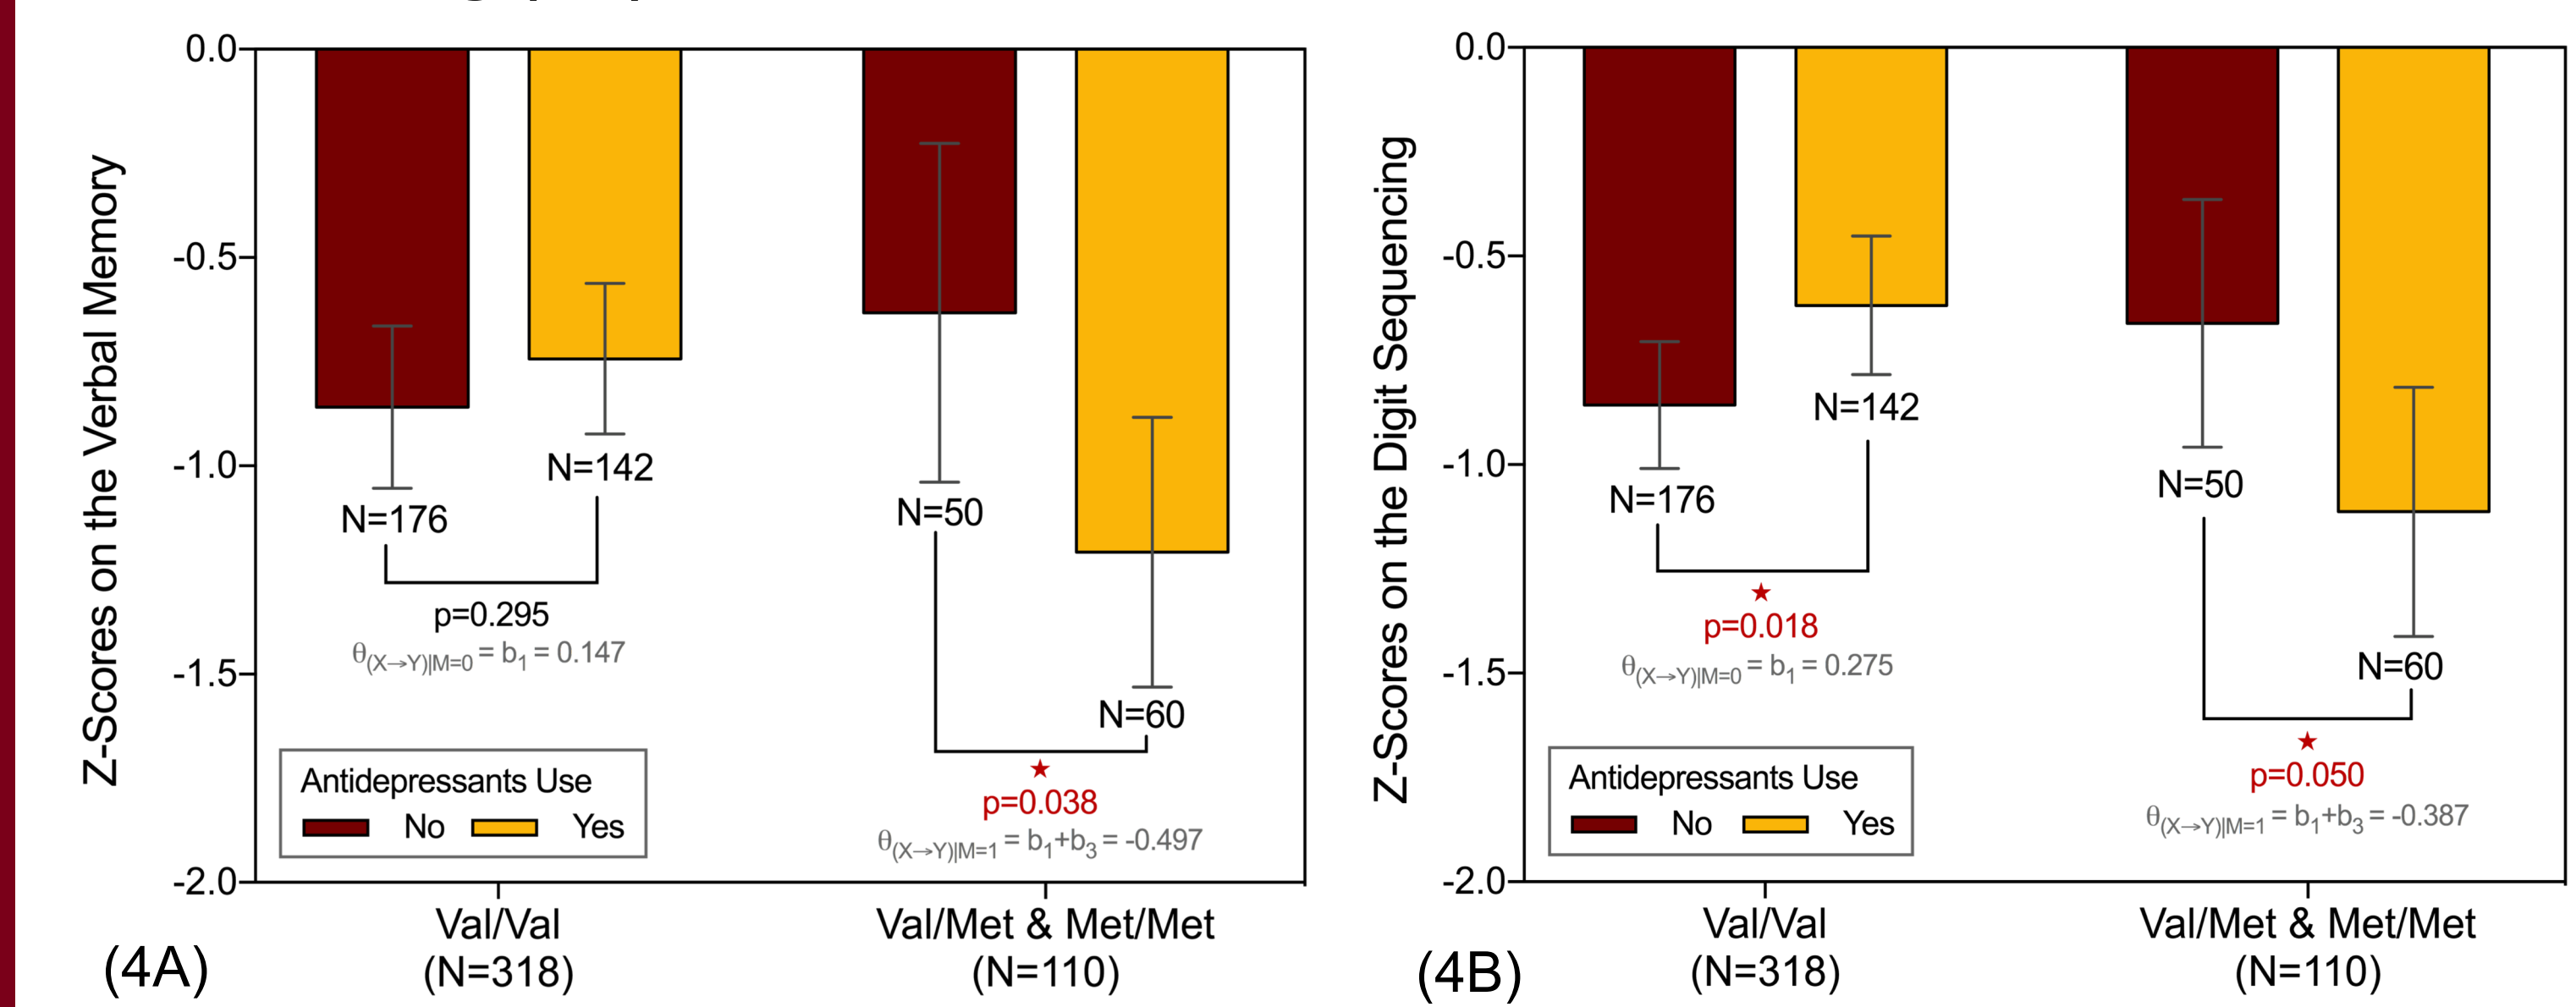 Z-Scores on the Verbal Memory
0.0
-0.5
-1.0
-1.5
-2.0
N=176
N=142
p=0.295
θ(X→Y)|M=0 = b1 = 0.147
N=50
N=60
★
p=0.038
θ(X→Y)|M=1 = b1+b3 = -0.497
Antidepressants Use
No Yes
Val/Val
(N=318)
Val/Met & Met/Met
(N=110)
(4A)
Z-Scores on the Digit Sequencing
0.0
-0.5
-1.0
-1.5
-2.0
N=176
N=142
★
p=0.018
θ(X→Y)|M=0 = b1 = 0.275
N=50
N=60
★
p=0.050
θ(X→Y)|M=1 = b1+b3 = -0.387
Antidepressants Use
No Yes
Val/Val
(N=318)
Val/Met & Met/Met
(N=110)
(4B)